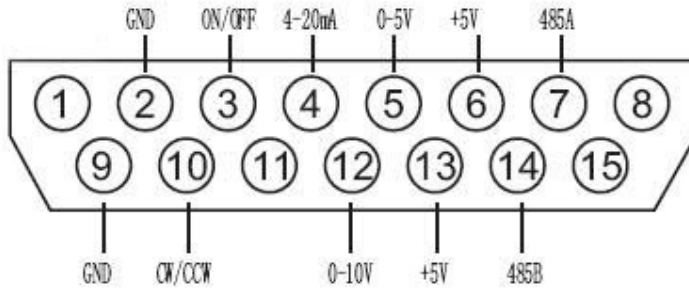 GND ON/OFF 4-20mA 0-5V +5V 485A
1 2 3 4 5 6 7 8
9 10 11 12 13 14 15
GND CW/CCW 0-10V +5V 485B